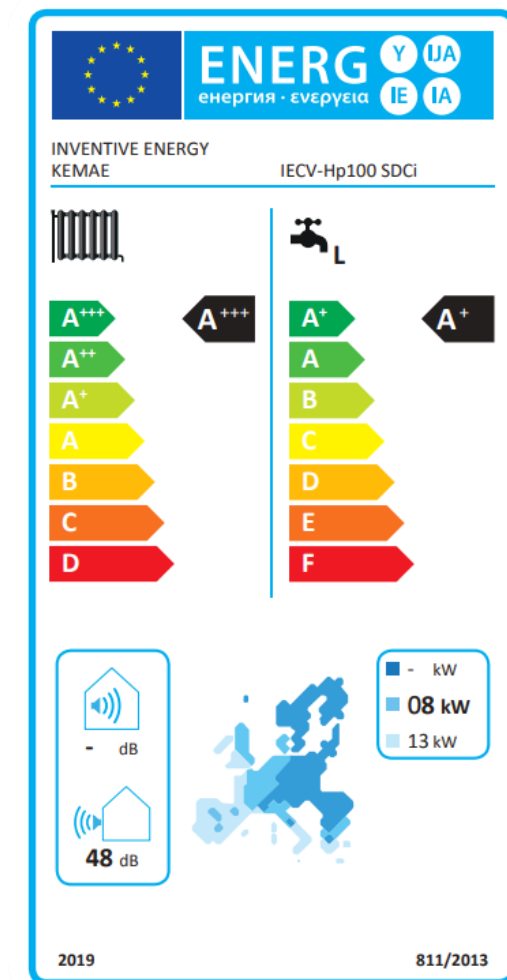 ENERG
енергия · ενεργεια
Y IJA
IE IA
INVENTIVE ENERGY
KEMAE
IECV-Hp100 SDCi
L
A+++
A++
A+
A
B
C
D
A+++
A+
A
B
C
D
E
F
A+
- dB
48 dB
- kW
08 kW
13 kW
2019
811/2013